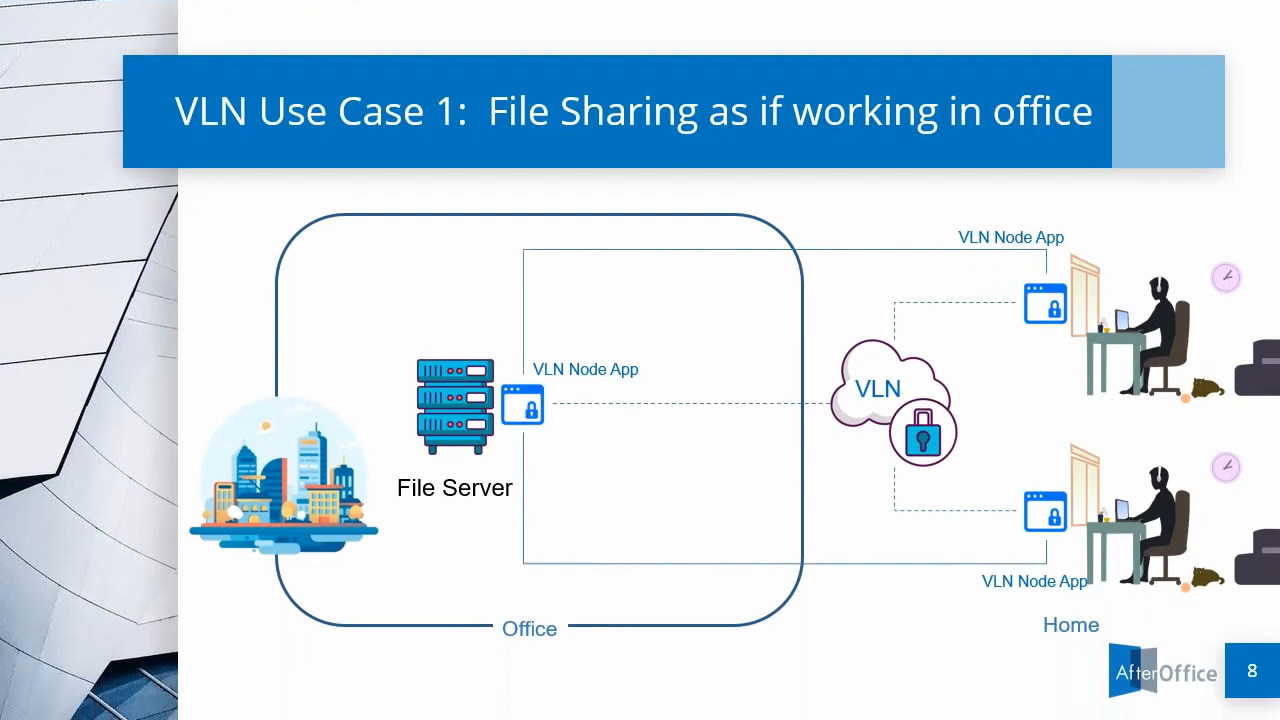 VLN Use Case 1:  File Sharing as if working in office
VLN Node App
VLN Node App
VLN
File Server
VLN Node App
Office
Home
AfterOffice
8